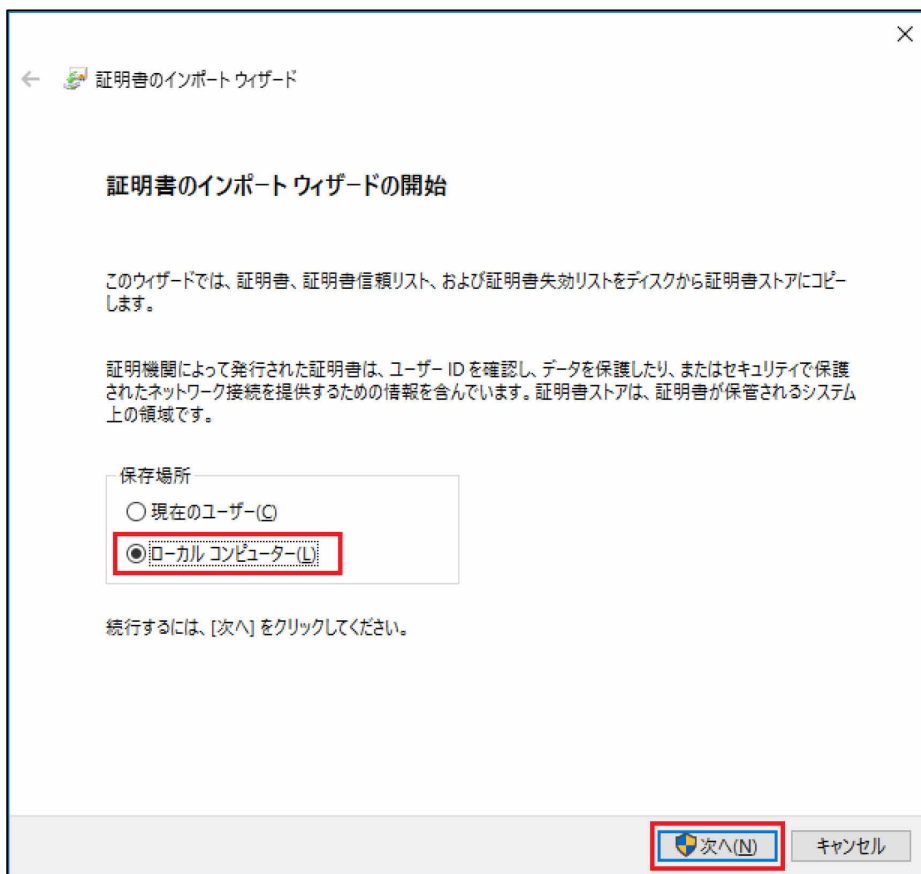 証明書のインポート ウィザード
証明書のインポート ウィザードの開始
このウィザードでは、証明書、証明書信頼リスト、および証明書失効リストをディスクから証明書ストアにコピー
します。
証明機関によって発行された証明書は、ユーザー ID を確認し、データを保護したり、またはセキュリティで保護
されたネットワーク接続を提供するための情報を含んでいます。証明書ストアは、証明書が保管されるシステム
上の領域です。
保存場所
現在のユーザー(C)
ローカル コンピューター(L)
続行するには、[次へ] をクリックしてください。
次へ(N)
キャンセル